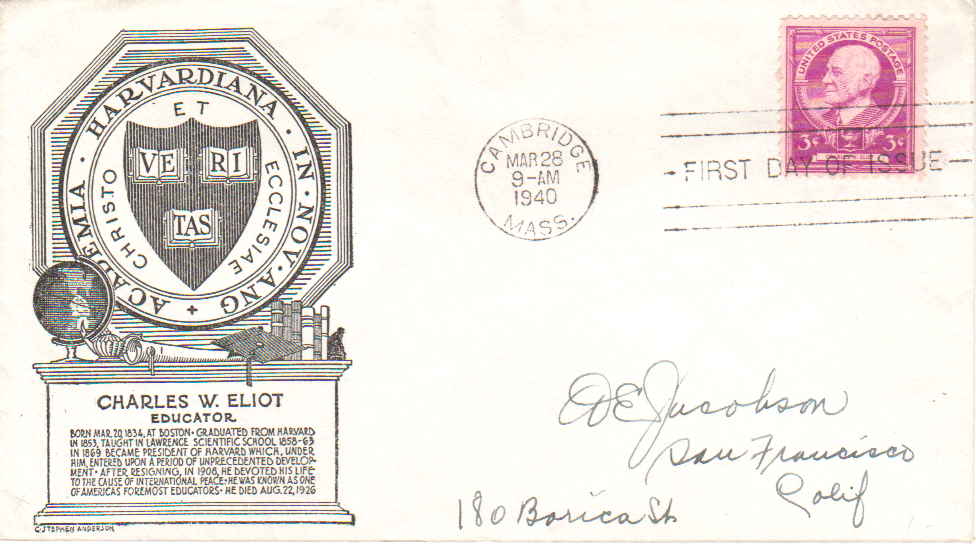 ACADEMIA · HARVARDIANA · IN · NOV · ANG
CHRISTO ET ECCLESIAE
VE RI
TAS
CHARLES W. ELIOT
EDUCATOR
BORN MAR. 20, 1834, AT BOSTON · GRADUATED FROM HARVARD
IN 1853, TAUGHT IN LAWRENCE SCIENTIFIC SCHOOL 1858-63
IN 1869 BECAME PRESIDENT OF HARVARD WHICH, UNDER
HIM, ENTERED UPON A PERIOD OF UNPRECEDENTED DEVELOP-
MENT · AFTER RESIGNING, IN 1908, HE DEVOTED HIS LIFE
TO THE CAUSE OF INTERNATIONAL PEACE · HE WAS KNOWN AS ONE
OF AMERICAS FOREMOST EDUCATORS · HE DIED AUG. 22, 1926
C. STEPHEN ANDERSON
CAMBRIDGE
MAR 28
9-AM
1940
MASS.
UNITED STATES POSTAGE
3¢ 3¢
FIRST DAY OF ISSUE
E Jacobson
San Francisco
Calif
180 Borica St.